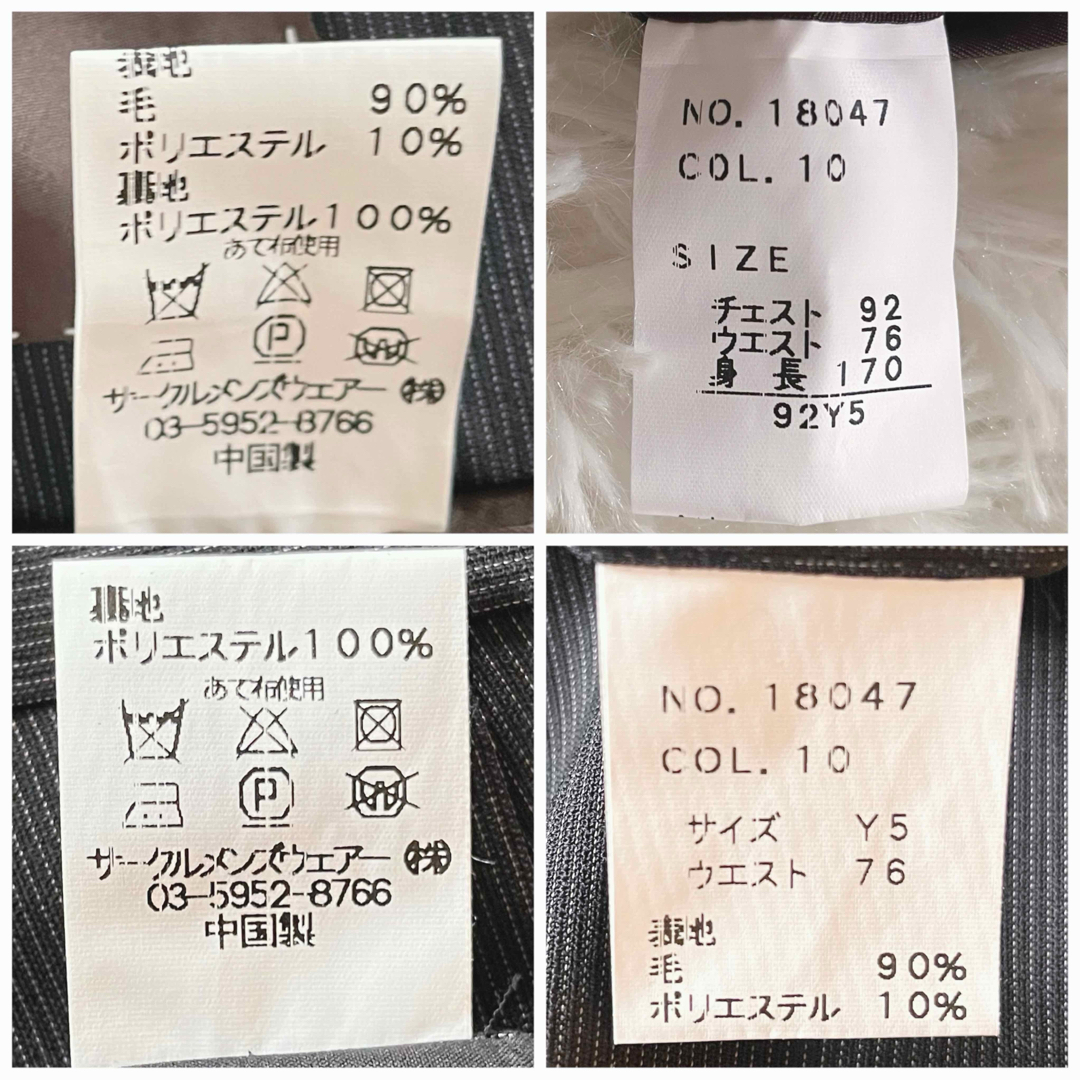 表地
毛 90%
ポリエステル 10%
裏地
ポリエステル100%
あて布使用
P
W
サークルメンズウエアー㈱
03-5952-8766
中国製
NO. 18047
COL. 10
SIZE
チェスト 92
ウエスト 76
身長 170
92Y5
裏地
ポリエステル100%
あて布使用
P
W
サークルメンズウエアー㈱
03-5952-8766
中国製
NO. 18047
COL. 10
サイズ Y5
ウエスト 76
表地
毛 90%
ポリエステル 10%